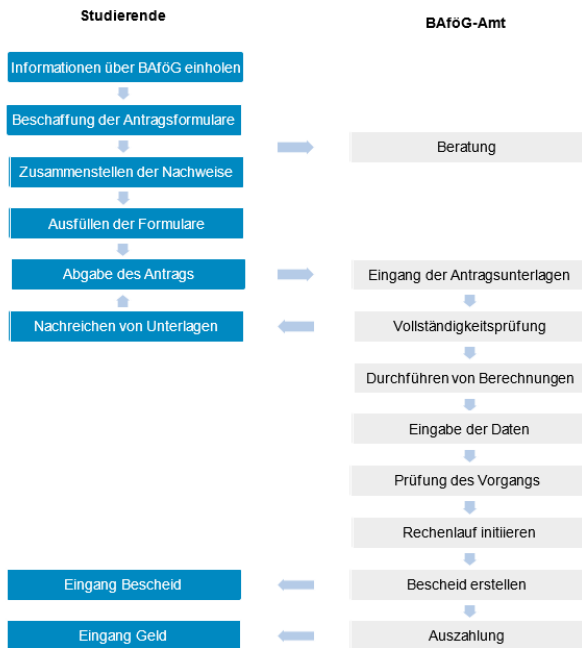 Studierende
BAföG-Amt
Informationen über BAföG einholen
Beschaffung der Antragsformulare
Beratung
Zusammenstellen der Nachweise
Ausfüllen der Formulare
Abgabe des Antrags
Eingang der Antragsunterlagen
Nachreichen von Unterlagen
Vollständigkeitsprüfung
Durchführen von Berechnungen
Eingabe der Daten
Prüfung des Vorgangs
Rechenlauf initiieren
Eingang Bescheid
Bescheid erstellen
Eingang Geld
Auszahlung